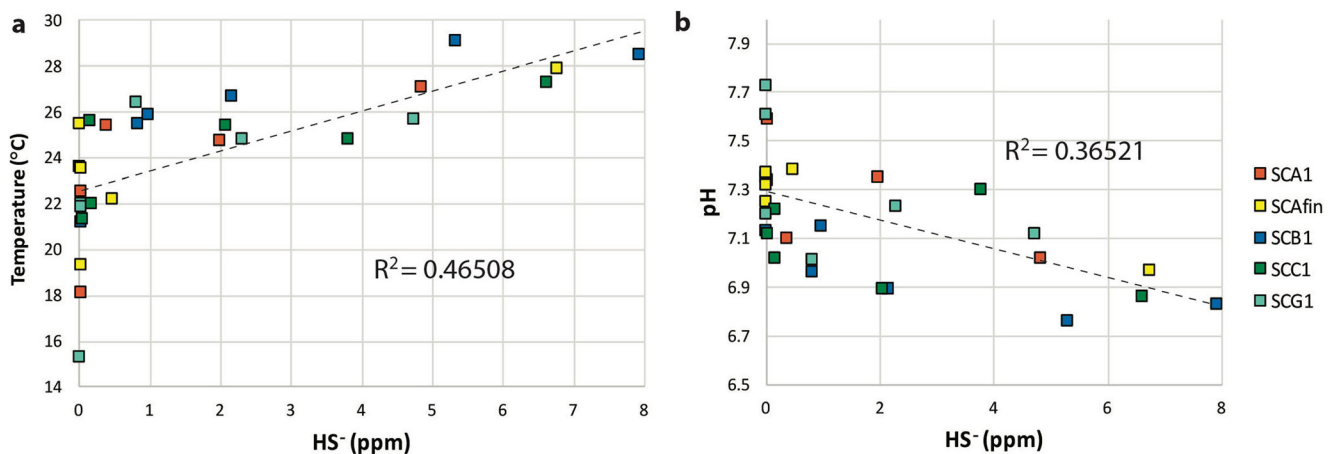 a
Temperature (°C)
30
28
26
24
22
20
18
16
14
0 1 2 3 4 5 6 7 8
HS⁻ (ppm)
R² = 0.46508
b
pH
7.9
7.7
7.5
7.3
7.1
6.9
6.7
6.5
0 2 4 6 8
HS⁻ (ppm)
R² = 0.36521
SCA1
SCAfin
SCB1
SCC1
SCG1